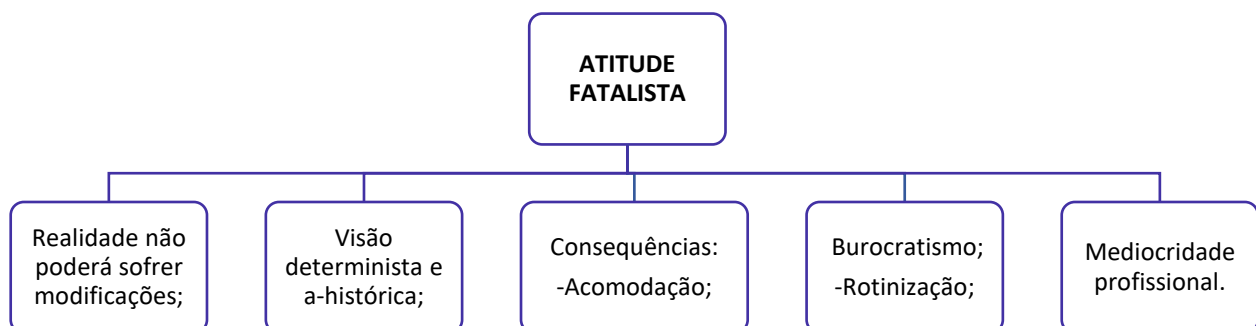 ATITUDE
FATALISTA
Realidade não
poderá sofrer
modificações;
Visão
determinista e
a-histórica;
Consequências:
-Acomodação;
Burocratismo;
-Rotinização;
Mediocridade
profissional.